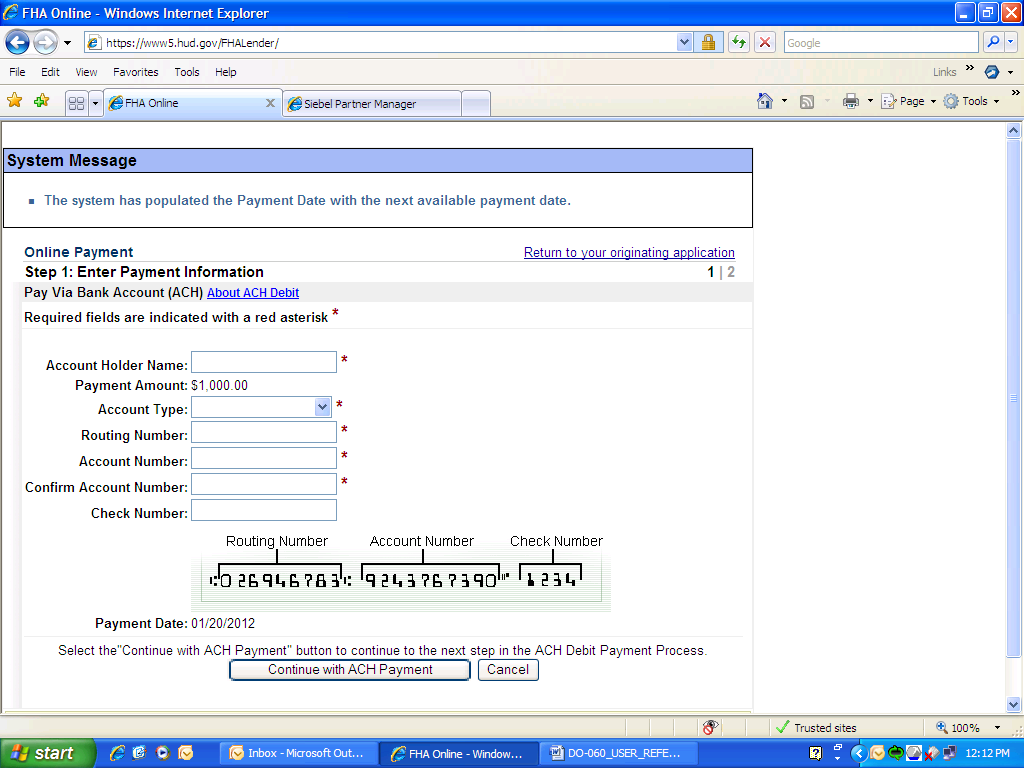 FHA Online - Windows Internet Explorer
https://www5.hud.gov/FHALender/
Google
File Edit View Favorites Tools Help
Links »
FHA Online
Siebel Partner Manager
Page Tools »
System Message
The system has populated the Payment Date with the next available payment date.
Online Payment
Return to your originating application
Step 1: Enter Payment Information
1 | 2
Pay Via Bank Account (ACH) About ACH Debit
Required fields are indicated with a red asterisk *
Account Holder Name: *
Payment Amount: $1,000.00
Account Type: *
Routing Number: *
Account Number: *
Confirm Account Number: *
Check Number:
Routing Number Account Number Check Number
⑆026946783⑆ 9243767390⑈ 1234
Payment Date: 01/20/2012
Select the"Continue with ACH Payment" button to continue to the next step in the ACH Debit Payment Process.
Continue with ACH Payment Cancel
Trusted sites
100%
start
Inbox - Microsoft Out...
FHA Online - Window...
DO-060_USER_REFE...
12:12 PM